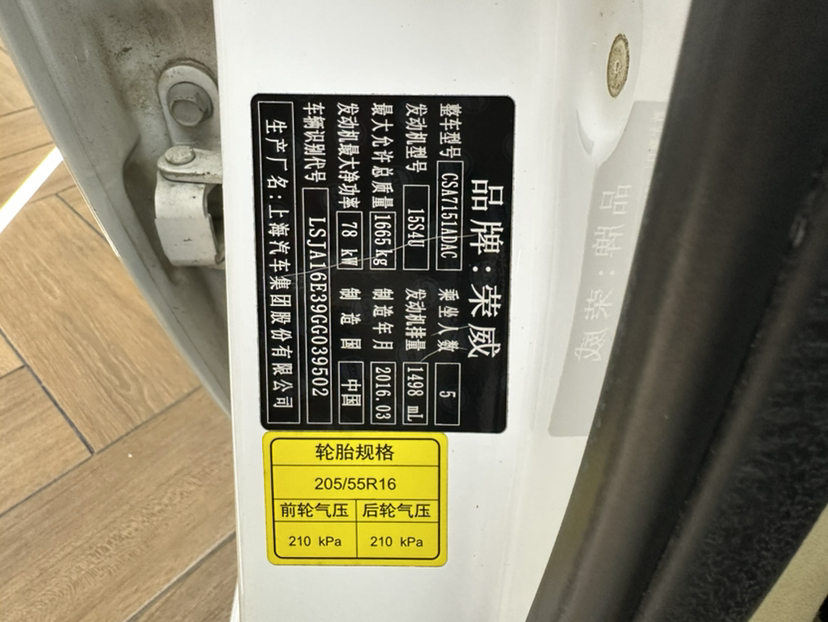 品牌：荣威
整车型号 CSA7151ADAC 乘坐人数 5
发动机型号 15S4U 发动机排量 1498 mL
最大允许总质量 1665 kg 制造年月 2016.03
发动机最大净功率 78 kW 制造国 中国
车辆识别代号 LSJA16E39GG039502
生产厂名：上海汽车集团股份有限公司
轮胎规格
205/55R16
前轮气压 后轮气压
210 kPa 210 kPa